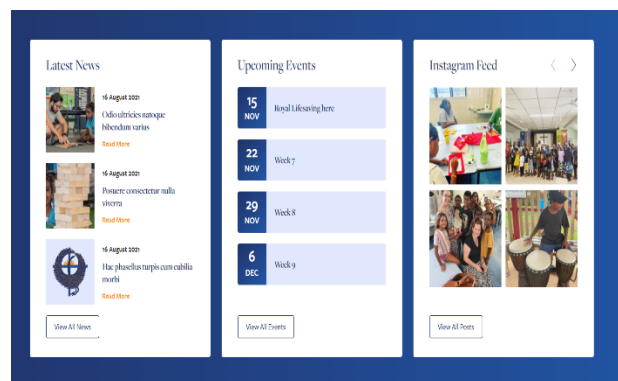 Latest News
16 August 2021
Odio ultricies natoque
bibendum varius
Read More
16 August 2021
Posuere consectetur nulla
viverra
Read More
16 August 2021
Hac phasellus turpis cum cubilia
morbi
Read More
View All News
Upcoming Events
15
NOV
Royal Lifesaving here
22
NOV
Week 7
29
NOV
Week 8
6
DEC
Week 9
View All Events
Instagram Feed
View All Posts